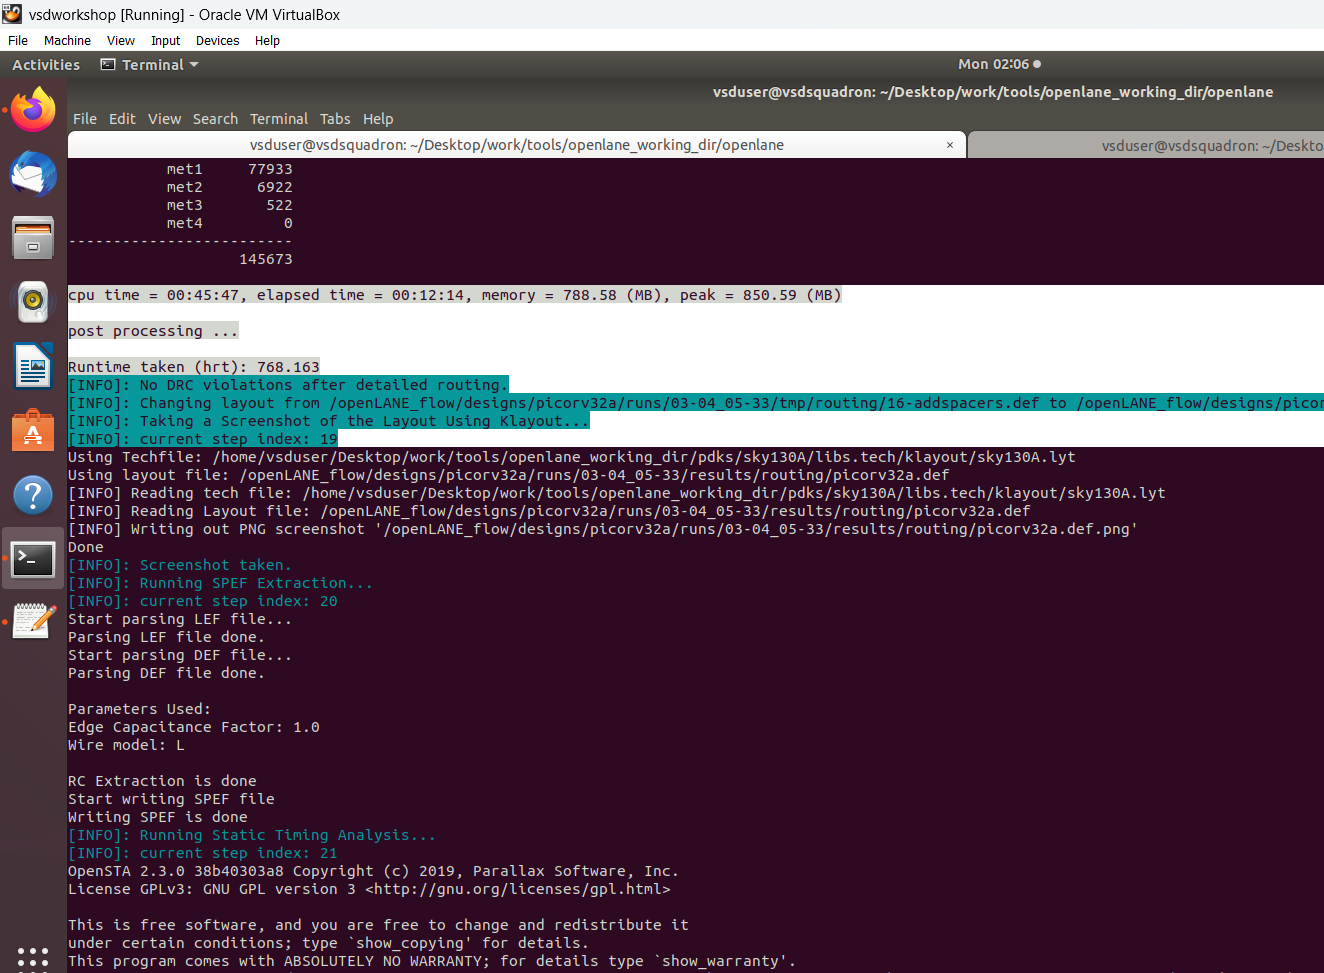 vsdworkshop [Running] - Oracle VM VirtualBox
File Machine View Input Devices Help
Activities Terminal Mon 02:06
vsduser@vsdsquadron: ~/Desktop/work/tools/openlane_working_dir/openlane
File Edit View Search Terminal Tabs Help
vsduser@vsdsquadron: ~/Desktop/work/tools/openlane_working_dir/openlane × vsduser@vsdsquadron: ~/Deskto
met1 77933
met2 6922
met3 522
met4 0
-------------------------
145673
cpu time = 00:45:47, elapsed time = 00:12:14, memory = 788.58 (MB), peak = 850.59 (MB)
post processing ...
Runtime taken (hrt): 768.163
[INFO]: No DRC violations after detailed routing.
[INFO]: Changing layout from /openLANE_flow/designs/picorv32a/runs/03-04_05-33/tmp/routing/16-addspacers.def to /openLANE_flow/designs/picor
[INFO]: Taking a Screenshot of the Layout Using Klayout...
[INFO]: current step index: 19
Using Techfile: /home/vsduser/Desktop/work/tools/openlane_working_dir/pdks/sky130A/libs.tech/klayout/sky130A.lyt
Using layout file: /openLANE_flow/designs/picorv32a/runs/03-04_05-33/results/routing/picorv32a.def
[INFO] Reading tech file: /home/vsduser/Desktop/work/tools/openlane_working_dir/pdks/sky130A/libs.tech/klayout/sky130A.lyt
[INFO] Reading Layout file: /openLANE_flow/designs/picorv32a/runs/03-04_05-33/results/routing/picorv32a.def
[INFO] Writing out PNG screenshot '/openLANE_flow/designs/picorv32a/runs/03-04_05-33/results/routing/picorv32a.def.png'
Done
[INFO]: Screenshot taken.
[INFO]: Running SPEF Extraction...
[INFO]: current step index: 20
Start parsing LEF file...
Parsing LEF file done.
Start parsing DEF file...
Parsing DEF file done.
Parameters Used:
Edge Capacitance Factor: 1.0
Wire model: L
RC Extraction is done
Start writing SPEF file
Writing SPEF is done
[INFO]: Running Static Timing Analysis...
[INFO]: current step index: 21
OpenSTA 2.3.0 38b40303a8 Copyright (c) 2019, Parallax Software, Inc.
License GPLv3: GNU GPL version 3 <http://gnu.org/licenses/gpl.html>
This is free software, and you are free to change and redistribute it
under certain conditions; type `show_copying' for details.
This program comes with ABSOLUTELY NO WARRANTY; for details type `show_warranty'.